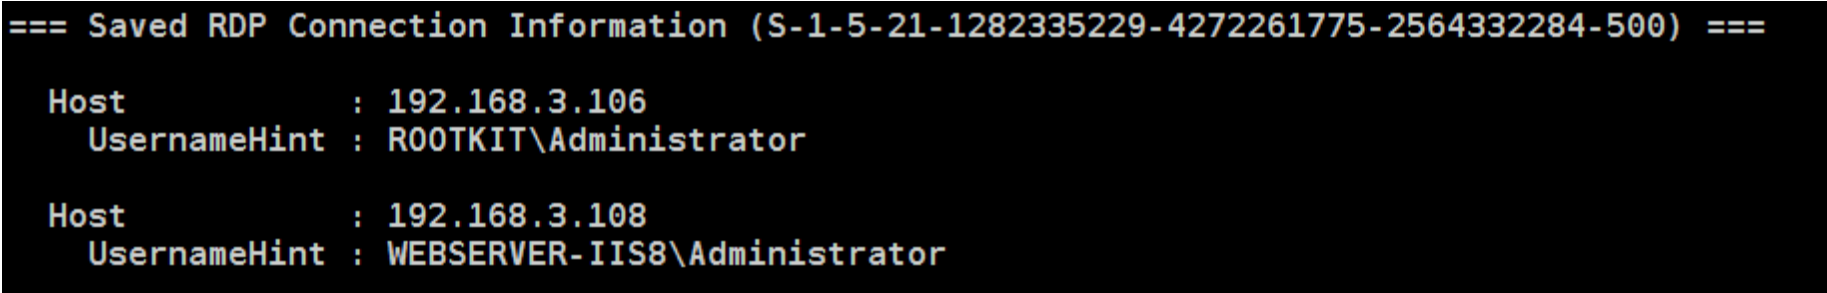 === Saved RDP Connection Information (S-1-5-21-1282335229-4272261775-2564332284-500) ===
Host : 192.168.3.106
UsernameHint : ROOTKIT\Administrator
Host : 192.168.3.108
UsernameHint : WEBSERVER-IIS8\Administrator